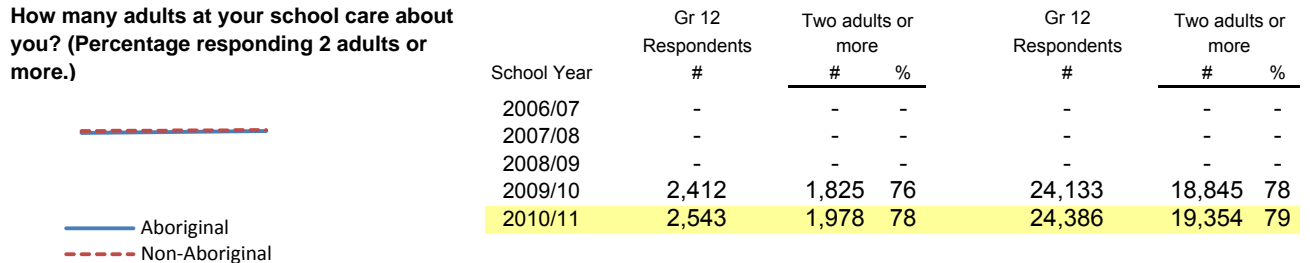 How many adults at your school care about
you? (Percentage responding 2 adults or
more.)
Aboriginal
Non-Aboriginal
Gr 12 Two adults or Gr 12 Two adults or
Respondents more Respondents more
School Year # # % # # %
2006/07 - - - - - -
2007/08 - - - - - -
2008/09 - - - - - -
2009/10 2,412 1,825 76 24,133 18,845 78
2010/11 2,543 1,978 78 24,386 19,354 79